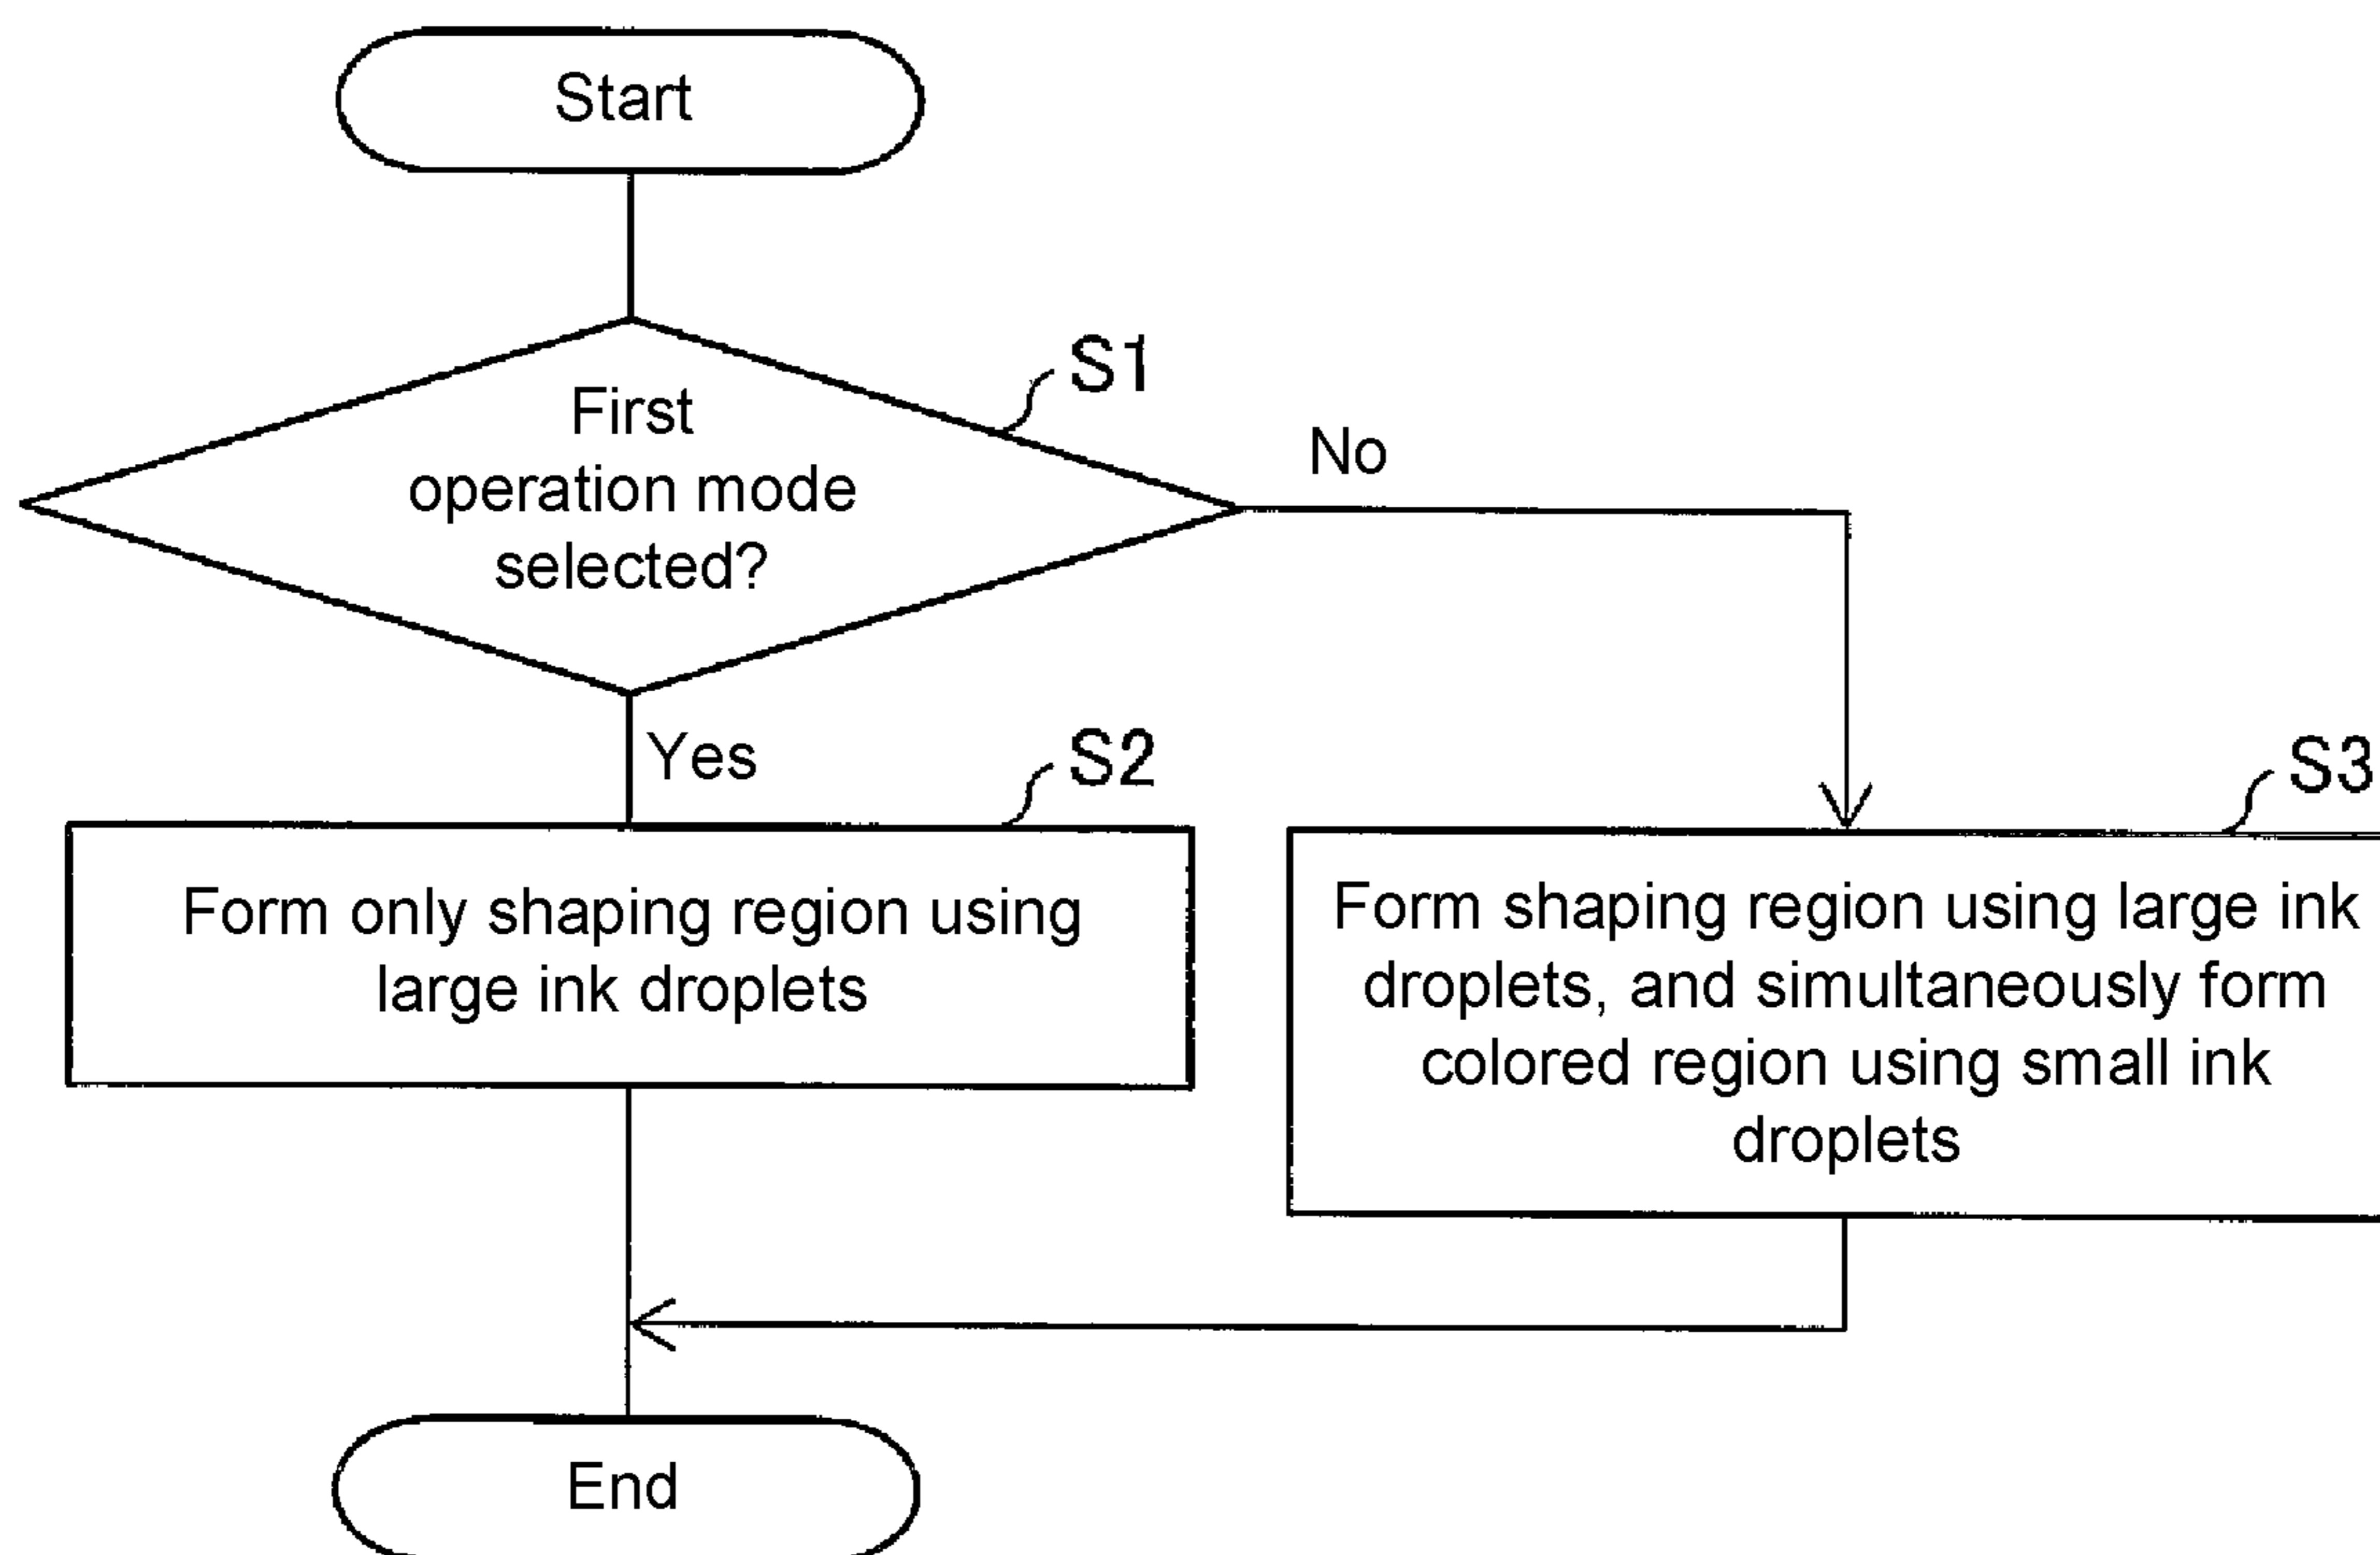 Start
S1
First
operation mode
selected?
No
Yes
S2
S3
Form only shaping region using
large ink droplets
Form shaping region using large ink
droplets, and simultaneously form
colored region using small ink
droplets
End